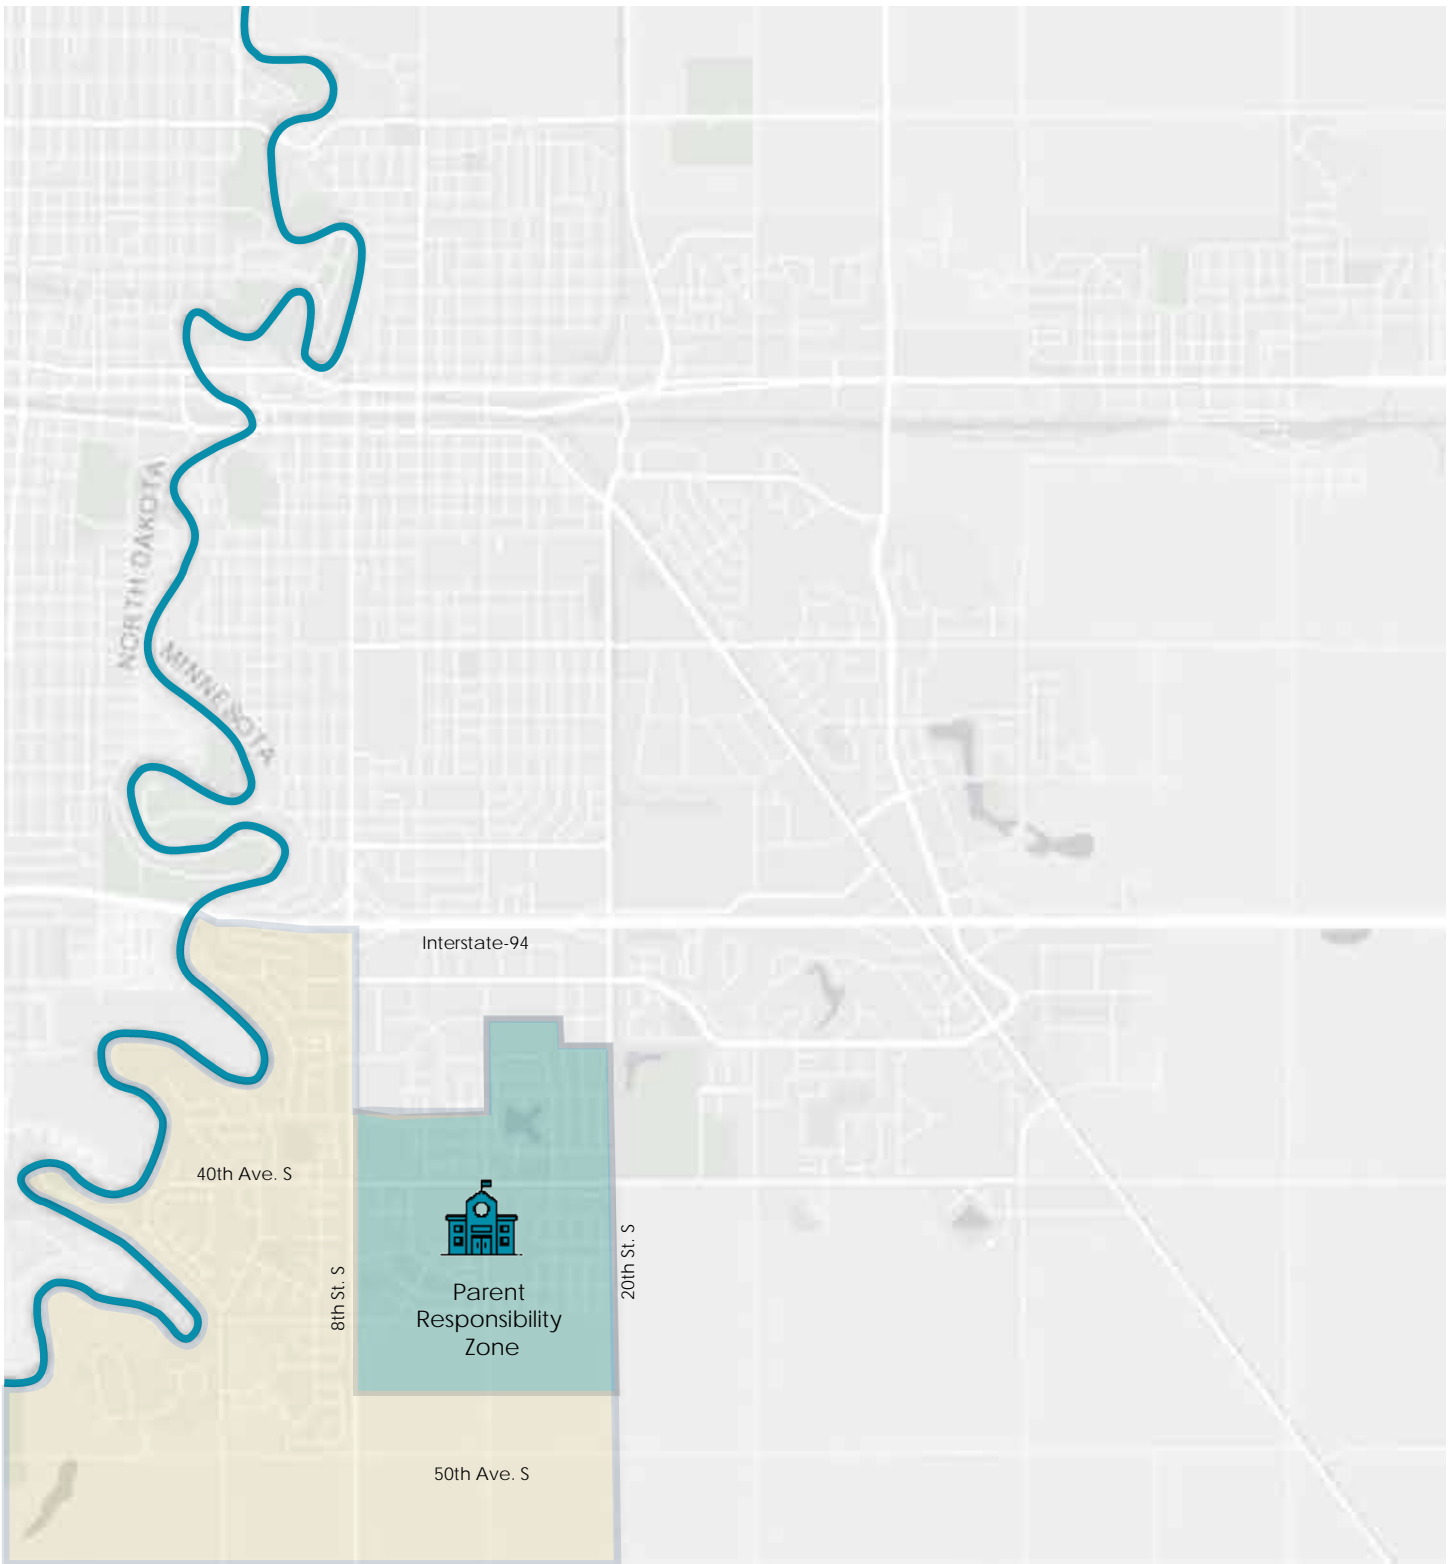 NORTH DAKOTA
MINNESOTA
Interstate-94
40th Ave. S
8th St. S
20th St. S
Parent
Responsibility
Zone
50th Ave. S